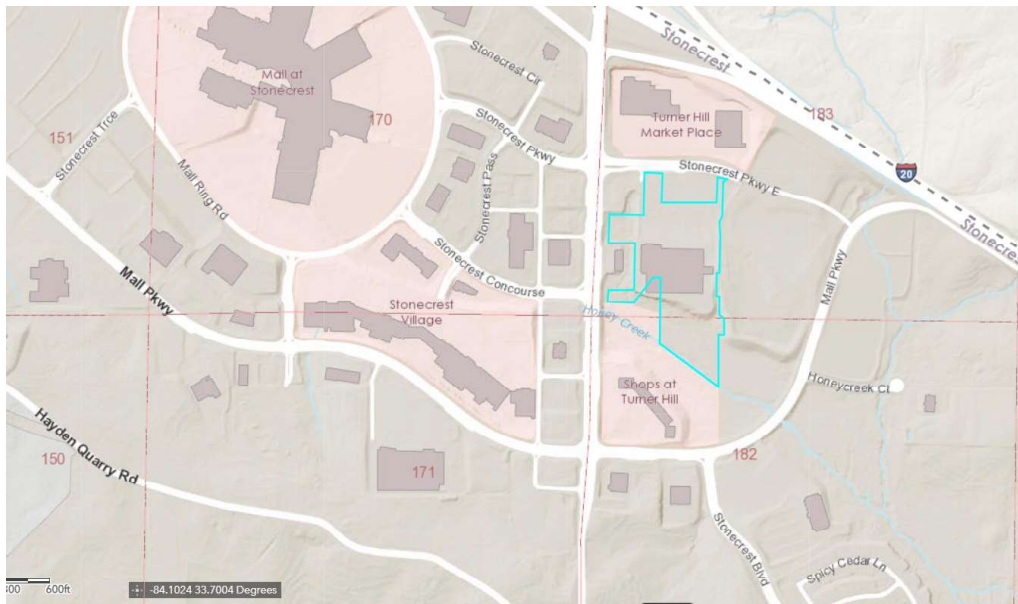 Stonecrest
Stonecrest Cir
Mall at
Stonecrest
170
183
Turner Hill
Market Place
151
Stonecrest Trce
Stonecrest Pkwy
Stonecrest Pkwy E
20
Stonecrest Pass
Mall Ring Rd
Stonecrest Concourse
Mall Pkwy
Mall Pkwy
Stonecrest
Village
Honey Creek
Shops at
Turner Hill
Honeycreek Ct
Hayden Quarry Rd
150
171
182
Stonecrest Blvd
Spicy Cedar Ln
600ft
-84.1024 33.7004 Degrees